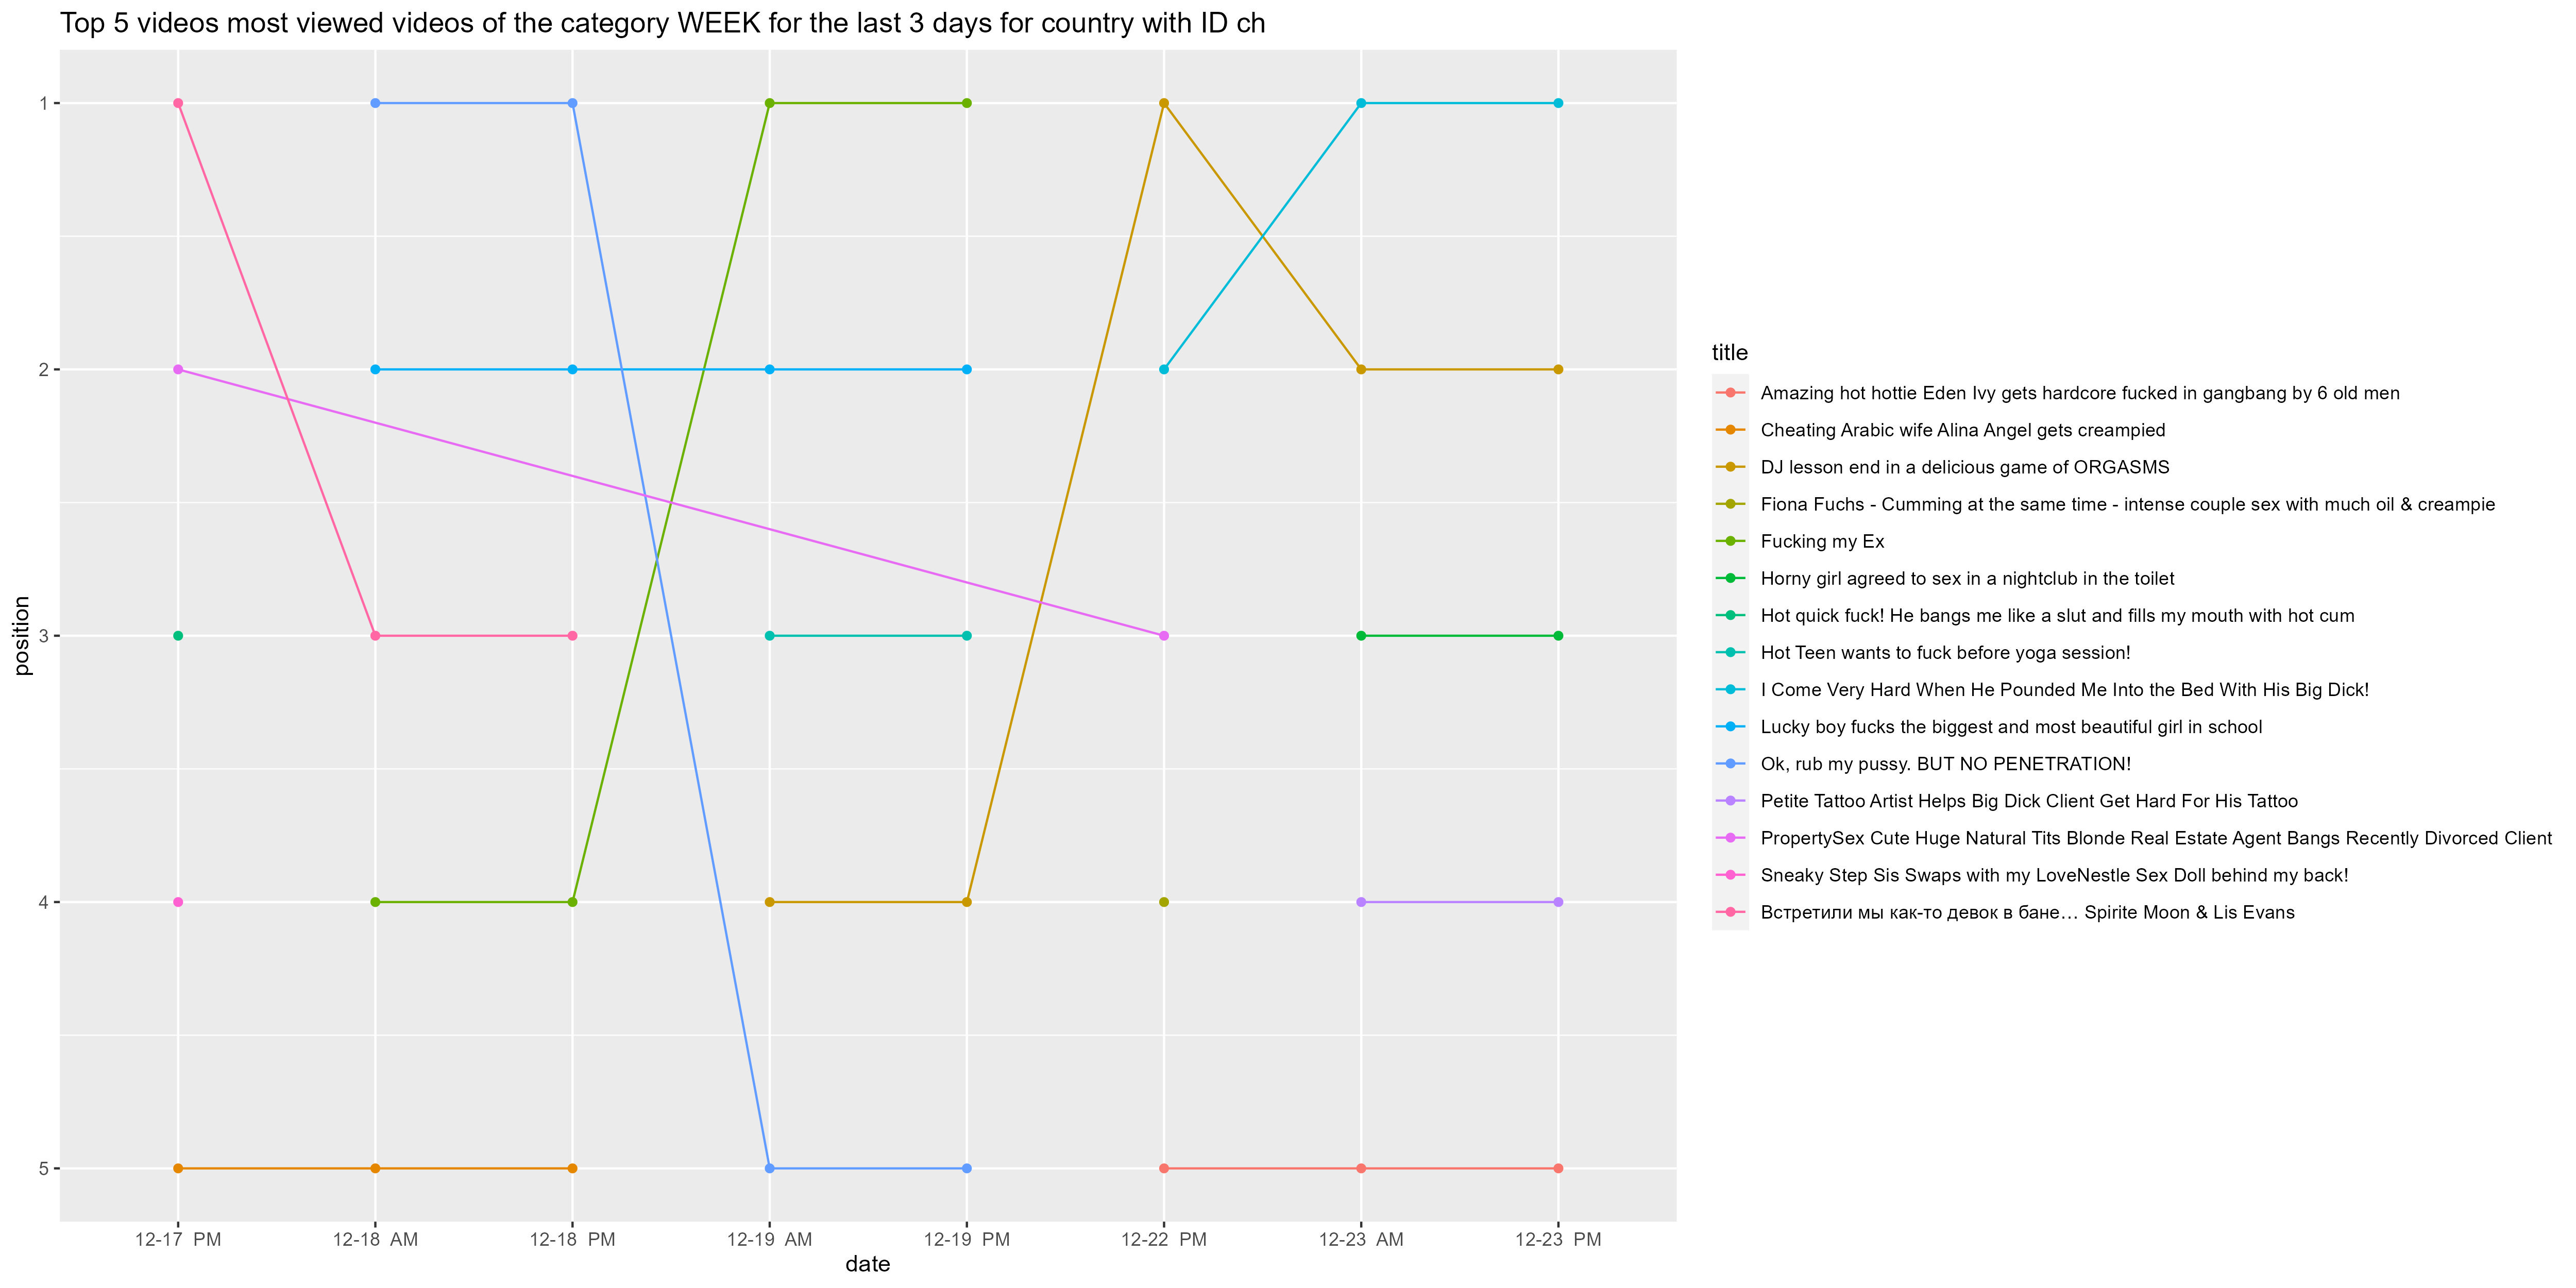 Top 5 videos most viewed videos of the category WEEK for the last 3 days for country with ID ch
position
1
2
3
4
5
12-17 PM
12-18 AM
12-18 PM
12-19 AM
12-19 PM
12-22 PM
12-23 AM
12-23 PM
date
title
Amazing hot hottie Eden Ivy gets hardcore fucked in gangbang by 6 old men
Cheating Arabic wife Alina Angel gets creampied
DJ lesson end in a delicious game of ORGASMS
Fiona Fuchs - Cumming at the same time - intense couple sex with much oil & creampie
Fucking my Ex
Horny girl agreed to sex in a nightclub in the toilet
Hot quick fuck! He bangs me like a slut and fills my mouth with hot cum
Hot Teen wants to fuck before yoga session!
I Come Very Hard When He Pounded Me Into the Bed With His Big Dick!
Lucky boy fucks the biggest and most beautiful girl in school
Ok, rub my pussy. BUT NO PENETRATION!
Petite Tattoo Artist Helps Big Dick Client Get Hard For His Tattoo
PropertySex Cute Huge Natural Tits Blonde Real Estate Agent Bangs Recently Divorced Client
Sneaky Step Sis Swaps with my LoveNestle Sex Doll behind my back!
Встретили мы как-то девок в бане… Spirite Moon & Lis Evans